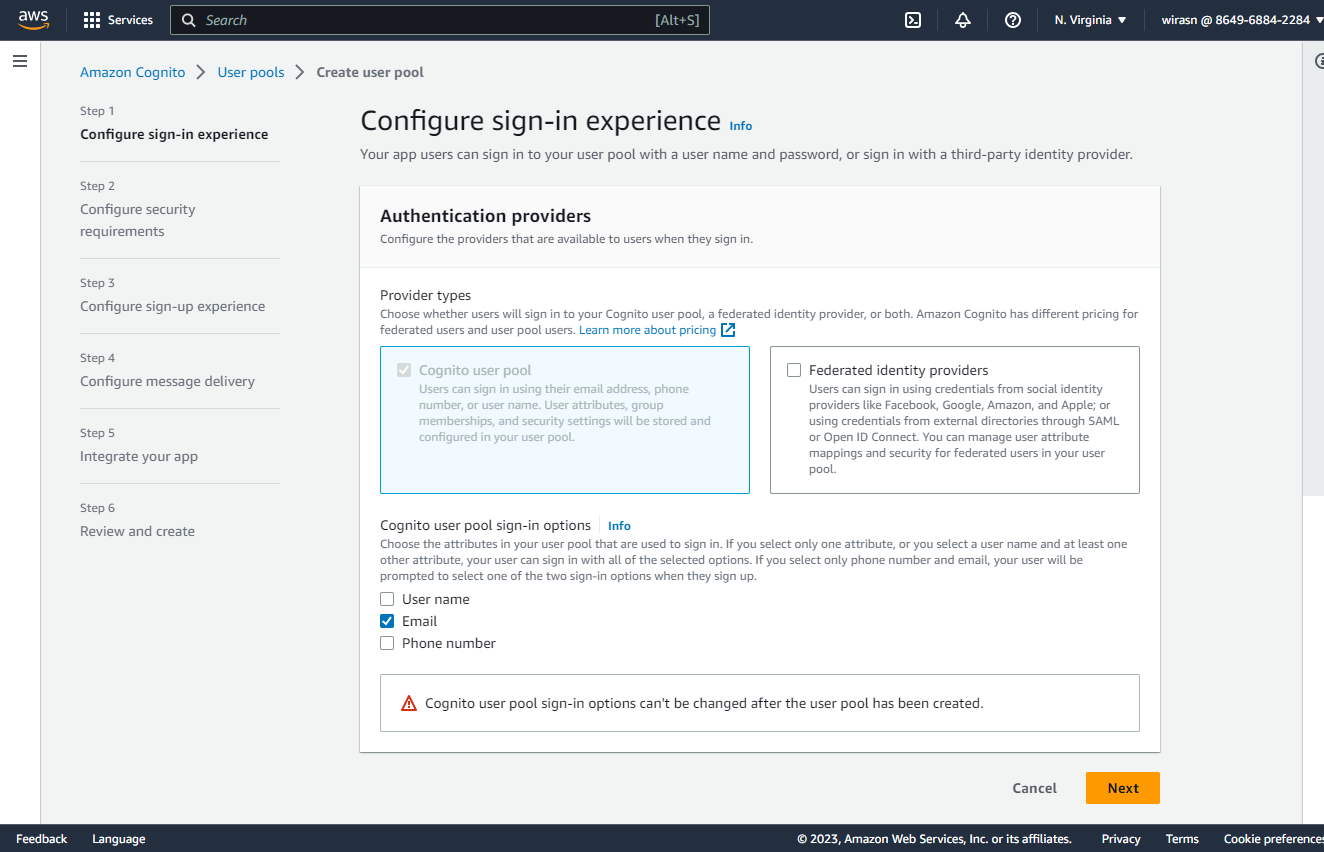 aws
Services
Search
[Alt+S]
N. Virginia
wirasn @ 8649-6884-2284
Amazon Cognito
User pools
Create user pool
Step 1
Configure sign-in experience
Step 2
Configure security
requirements
Step 3
Configure sign-up experience
Step 4
Configure message delivery
Step 5
Integrate your app
Step 6
Review and create
Configure sign-in experience Info
Your app users can sign in to your user pool with a user name and password, or sign in with a third-party identity provider.
Authentication providers
Configure the providers that are available to users when they sign in.
Provider types
Choose whether users will sign in to your Cognito user pool, a federated identity provider, or both. Amazon Cognito has different pricing for
federated users and user pool users. Learn more about pricing
Cognito user pool
Users can sign in using their email address, phone
number, or user name. User attributes, group
memberships, and security settings will be stored and
configured in your user pool.
Federated identity providers
Users can sign in using credentials from social identity
providers like Facebook, Google, Amazon, and Apple; or
using credentials from external directories through SAML
or Open ID Connect. You can manage user attribute
mappings and security for federated users in your user
pool.
Cognito user pool sign-in options Info
Choose the attributes in your user pool that are used to sign in. If you select only one attribute, or you select a user name and at least one
other attribute, your user can sign in with all of the selected options. If you select only phone number and email, your user will be
prompted to select one of the two sign-in options when they sign up.
User name
Email
Phone number
Cognito user pool sign-in options can't be changed after the user pool has been created.
Cancel
Next
Feedback
Language
© 2023, Amazon Web Services, Inc. or its affiliates.
Privacy
Terms
Cookie preferences